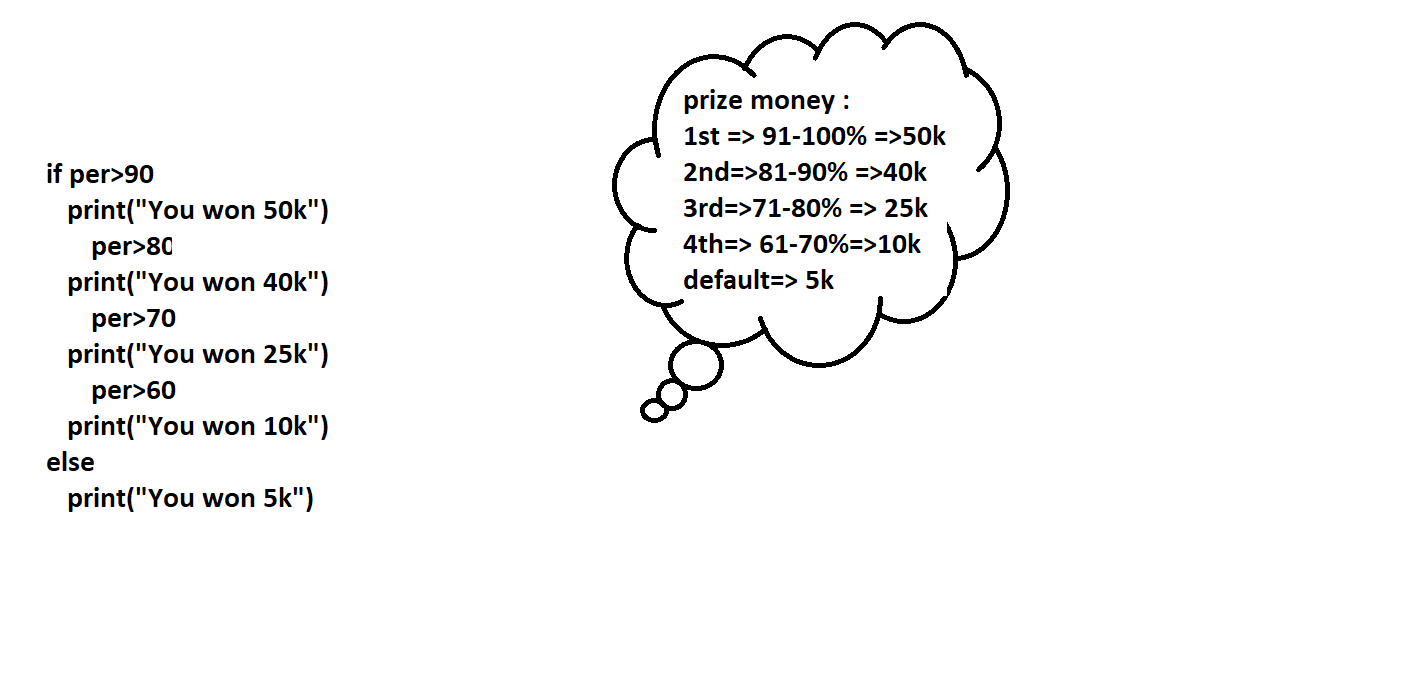 if per>90
print("You won 50k")
per>80
print("You won 40k")
per>70
print("You won 25k")
per>60
print("You won 10k")
else
print("You won 5k")
prize money :
1st => 91-100% =>50k
2nd=>81-90% =>40k
3rd=>71-80% => 25k
4th=> 61-70%=>10k
default=> 5k